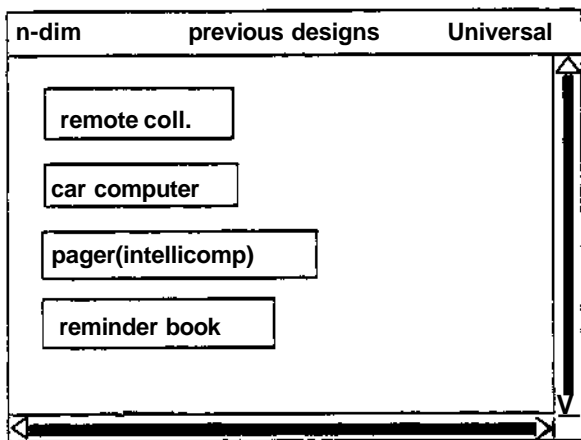 n-dim previous designs Universal
remote coll.
car computer
pager(intellicomp)
reminder book